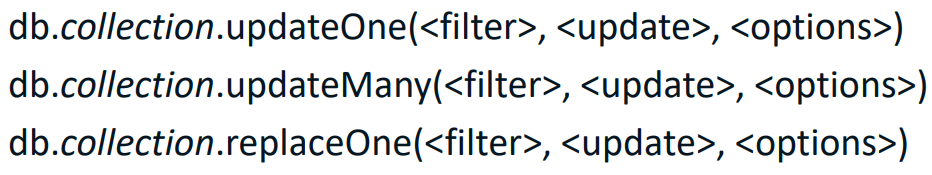 db.collection.updateOne(<filter>, <update>, <options>)
db.collection.updateMany(<filter>, <update>, <options>)
db.collection.replaceOne(<filter>, <update>, <options>)